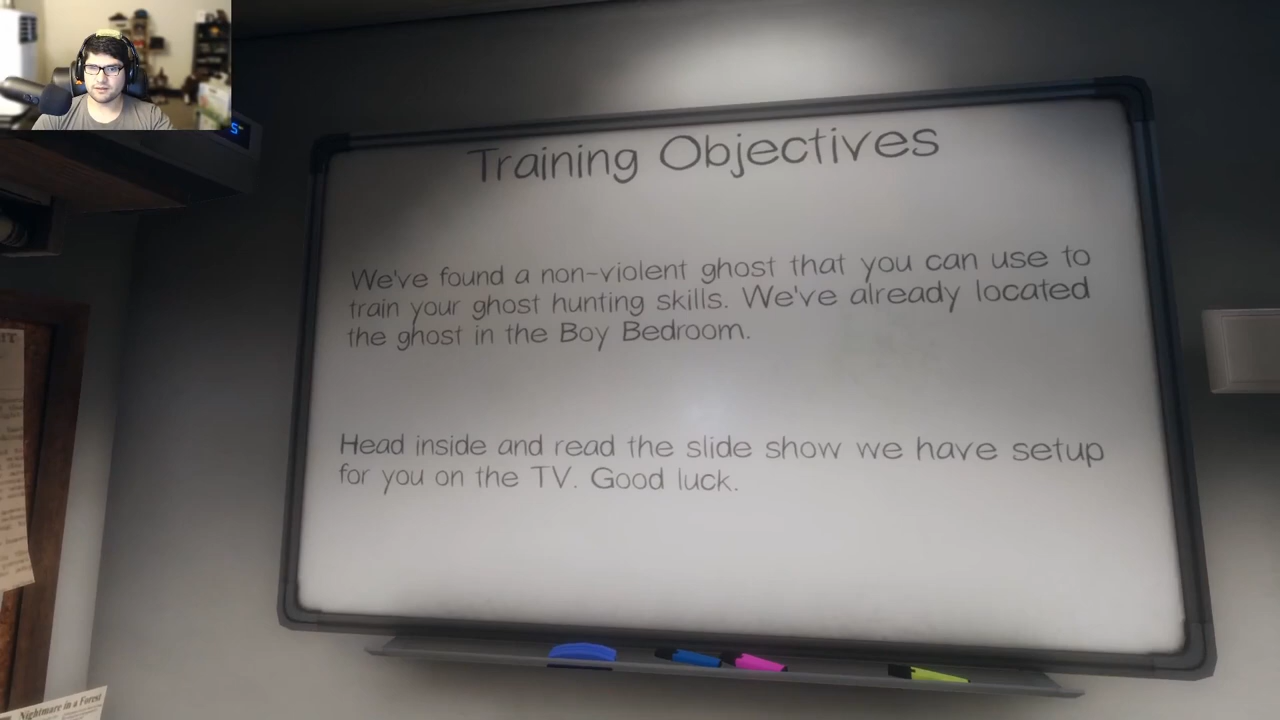 Training Objectives
We've found a non-violent ghost that you can use to
train your ghost hunting skills. We've already located
the ghost in the Boy Bedroom.
Head inside and read the slide show we have setup
for you on the TV. Good luck.
Nightmare in a Forest